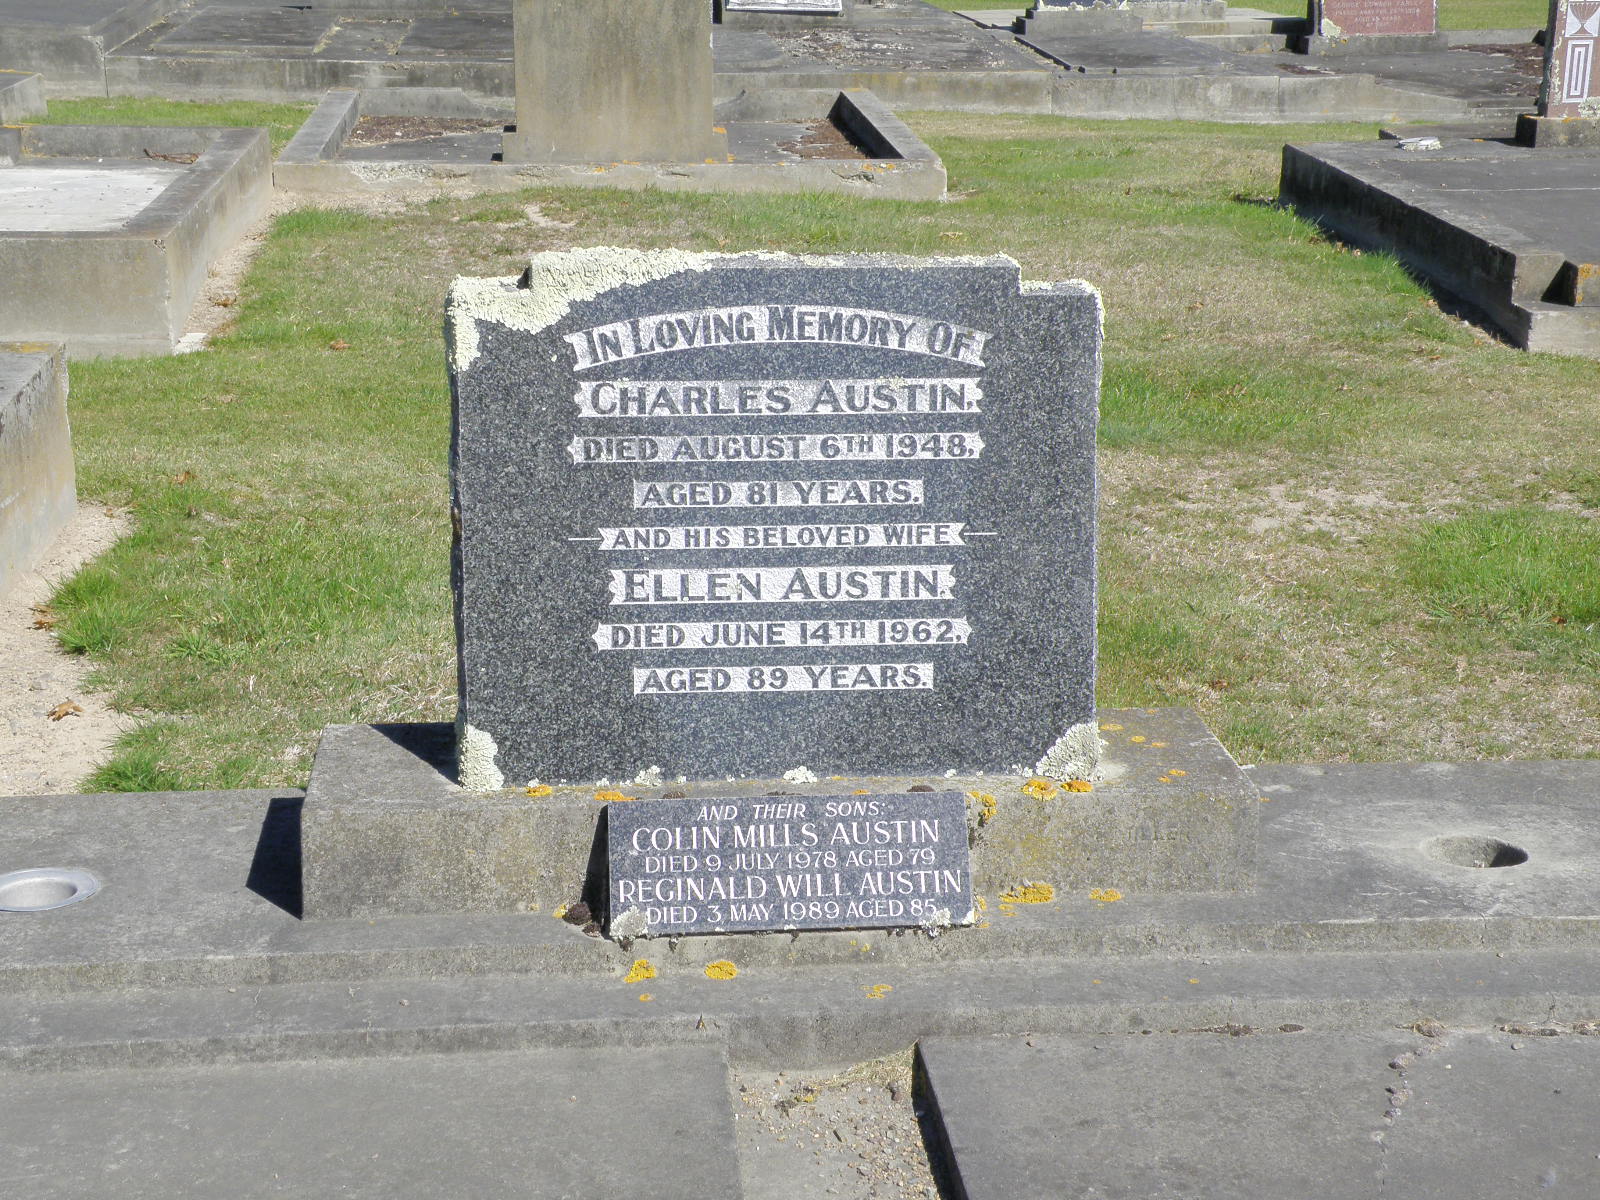 IN LOVING MEMORY OF
CHARLES AUSTIN.
DIED AUGUST 6TH 1948,
AGED 81 YEARS.
AND HIS BELOVED WIFE
ELLEN AUSTIN.
DIED JUNE 14TH 1962,
AGED 89 YEARS.
AND THEIR SONS:
COLIN MILLS AUSTIN
DIED 9 JULY 1978 AGED 79
REGINALD WILL AUSTIN
DIED 3 MAY 1989 AGED 85